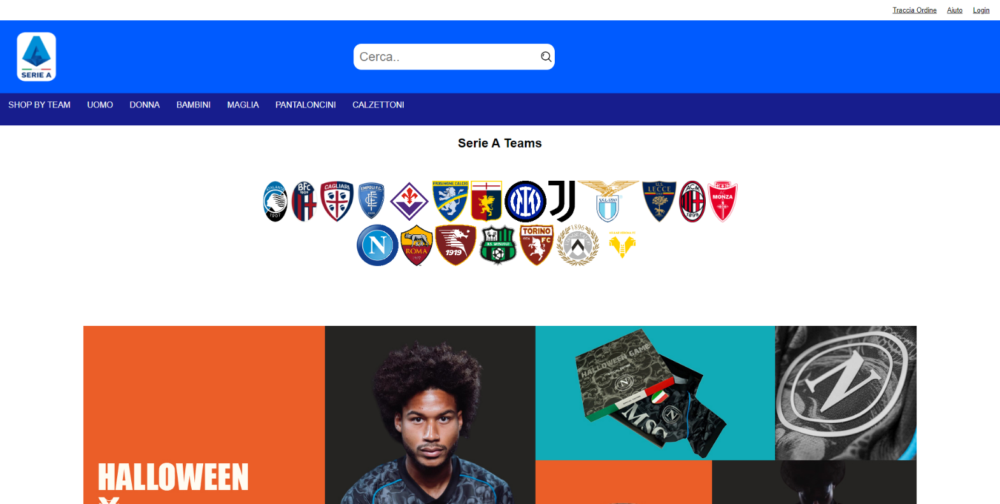 Traccia Ordine Aiuto Login
SERIE A
Cerca..
SHOP BY TEAM UOMO DONNA BAMBINI MAGLIA PANTALONCINI CALZETTONI
Serie A Teams
ATALANTA
1907
BFC
1909
CAGLIARI
EMPOLI F.C.
FROSINONE CALCIO
S.S.LAZIO
U.S.
LECCE
ACM
1899
AC
MONZA
N
ROMA
1927
1919
U.S. SASSUOLO
TORINO
1906 FC
1896
HALLOWEEN GAME
N
MSC
N
HALLOWEEN
X